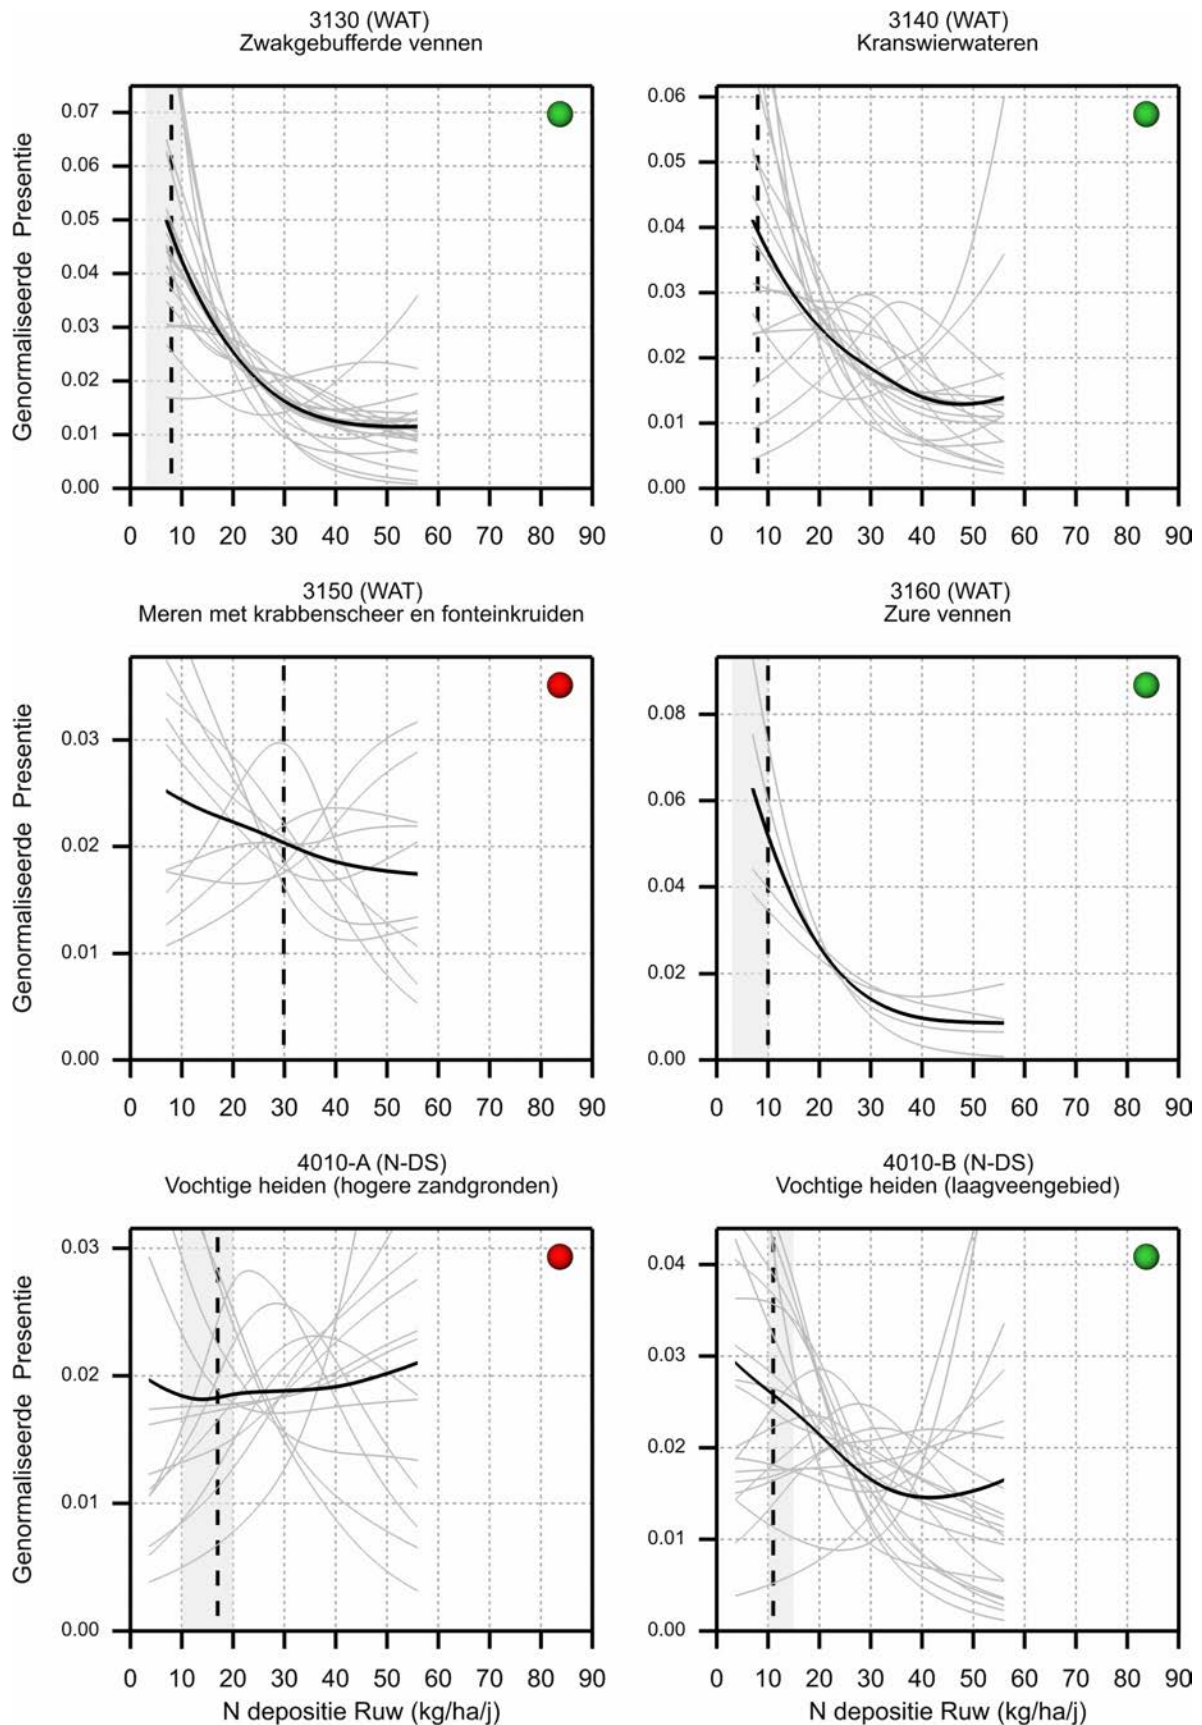 3130 (WAT)
Zwakgebufferde vennen
3140 (WAT)
Kranswierwateren
Genormaliseerde Presentie
0.07
0.06
0.05
0.04
0.03
0.02
0.01
0.00
0 10 20 30 40 50 60 70 80 90
0.06
0.05
0.04
0.03
0.02
0.01
0.00
0 10 20 30 40 50 60 70 80 90
3150 (WAT)
Meren met krabbenscheer en fonteinkruiden
3160 (WAT)
Zure vennen
Genormaliseerde Presentie
0.03
0.02
0.01
0.00
0 10 20 30 40 50 60 70 80 90
0.08
0.06
0.04
0.02
0.00
0 10 20 30 40 50 60 70 80 90
4010-A (N-DS)
Vochtige heiden (hogere zandgronden)
4010-B (N-DS)
Vochtige heiden (laagveengebied)
Genormaliseerde Presentie
0.03
0.02
0.01
0.00
0 10 20 30 40 50 60 70 80 90
N depositie Ruw (kg/ha/j)
0.04
0.03
0.02
0.01
0.00
0 10 20 30 40 50 60 70 80 90
N depositie Ruw (kg/ha/j)